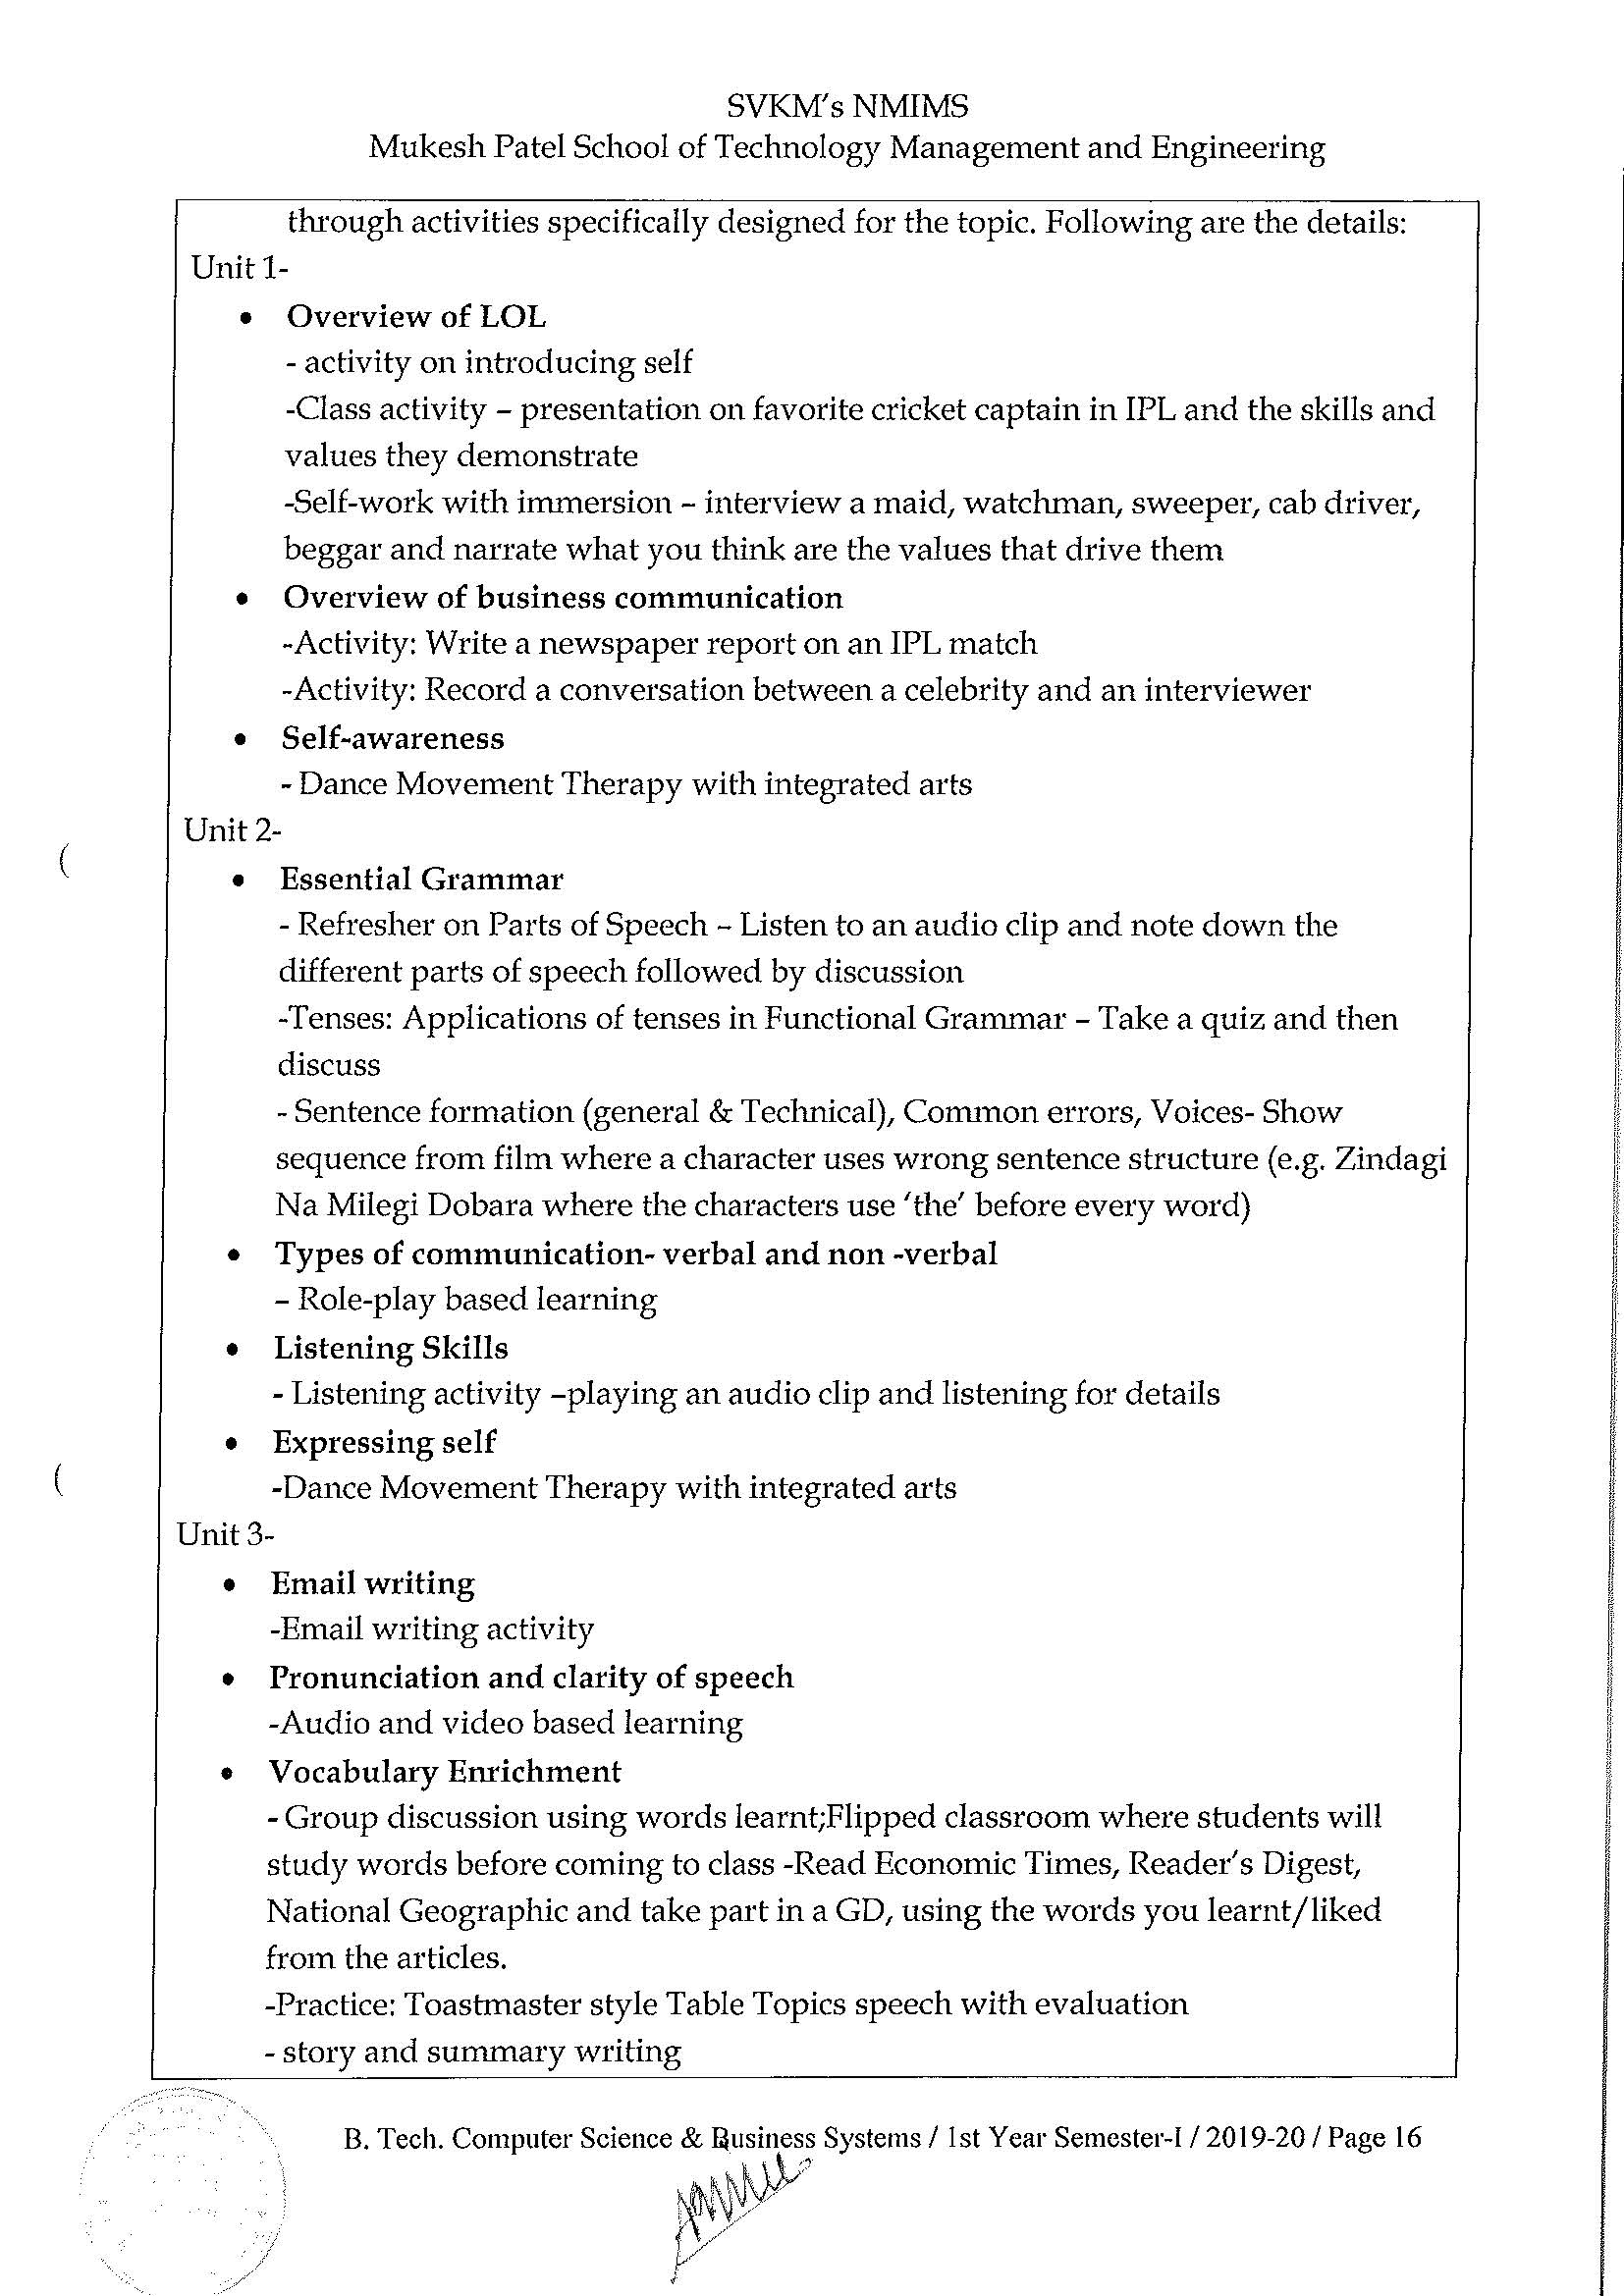 SVKM's NMIMS
Mukesh Patel School of Technology Management and Engineering
through activities specifically designed for the topic. Following are the details:
Unit 1-
• Overview of LOL
- activity on introducing self
-Class activity – presentation on favorite cricket captain in IPL and the skills and
values they demonstrate
-Self-work with immersion – interview a maid, watchman, sweeper, cab driver,
beggar and narrate what you think are the values that drive them
• Overview of business communication
-Activity: Write a newspaper report on an IPL match
-Activity: Record a conversation between a celebrity and an interviewer
• Self-awareness
- Dance Movement Therapy with integrated arts
Unit 2-
• Essential Grammar
- Refresher on Parts of Speech – Listen to an audio clip and note down the
different parts of speech followed by discussion
-Tenses: Applications of tenses in Functional Grammar – Take a quiz and then
discuss
- Sentence formation (general & Technical), Common errors, Voices- Show
sequence from film where a character uses wrong sentence structure (e.g. Zindagi
Na Milegi Dobara where the characters use 'the' before every word)
• Types of communication- verbal and non -verbal
– Role-play based learning
• Listening Skills
- Listening activity –playing an audio clip and listening for details
• Expressing self
-Dance Movement Therapy with integrated arts
Unit 3-
• Email writing
-Email writing activity
• Pronunciation and clarity of speech
-Audio and video based learning
• Vocabulary Enrichment
- Group discussion using words learnt;Flipped classroom where students will
study words before coming to class -Read Economic Times, Reader's Digest,
National Geographic and take part in a GD, using the words you learnt/liked
from the articles.
-Practice: Toastmaster style Table Topics speech with evaluation
- story and summary writing
B. Tech. Computer Science & Business Systems / 1st Year Semester-I / 2019-20 / Page 16